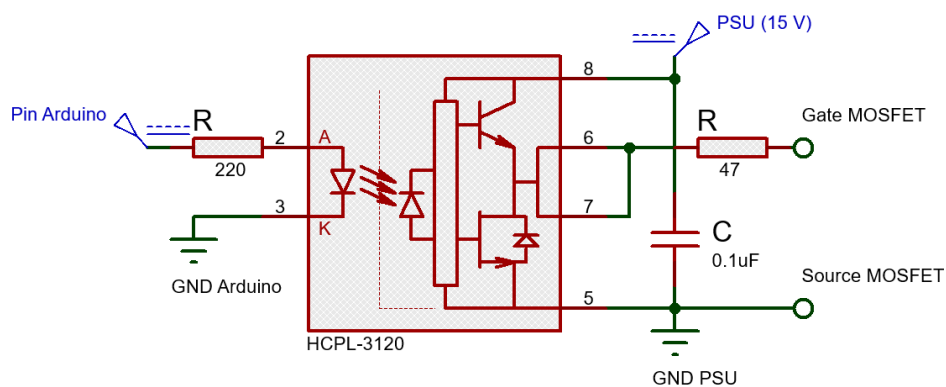 PSU (15 V)
8
Pin Arduino
R
220
2
A
6
R
47
Gate MOSFET
3
K
7
GND Arduino
C
0.1uF
5
Source MOSFET
HCPL-3120
GND PSU